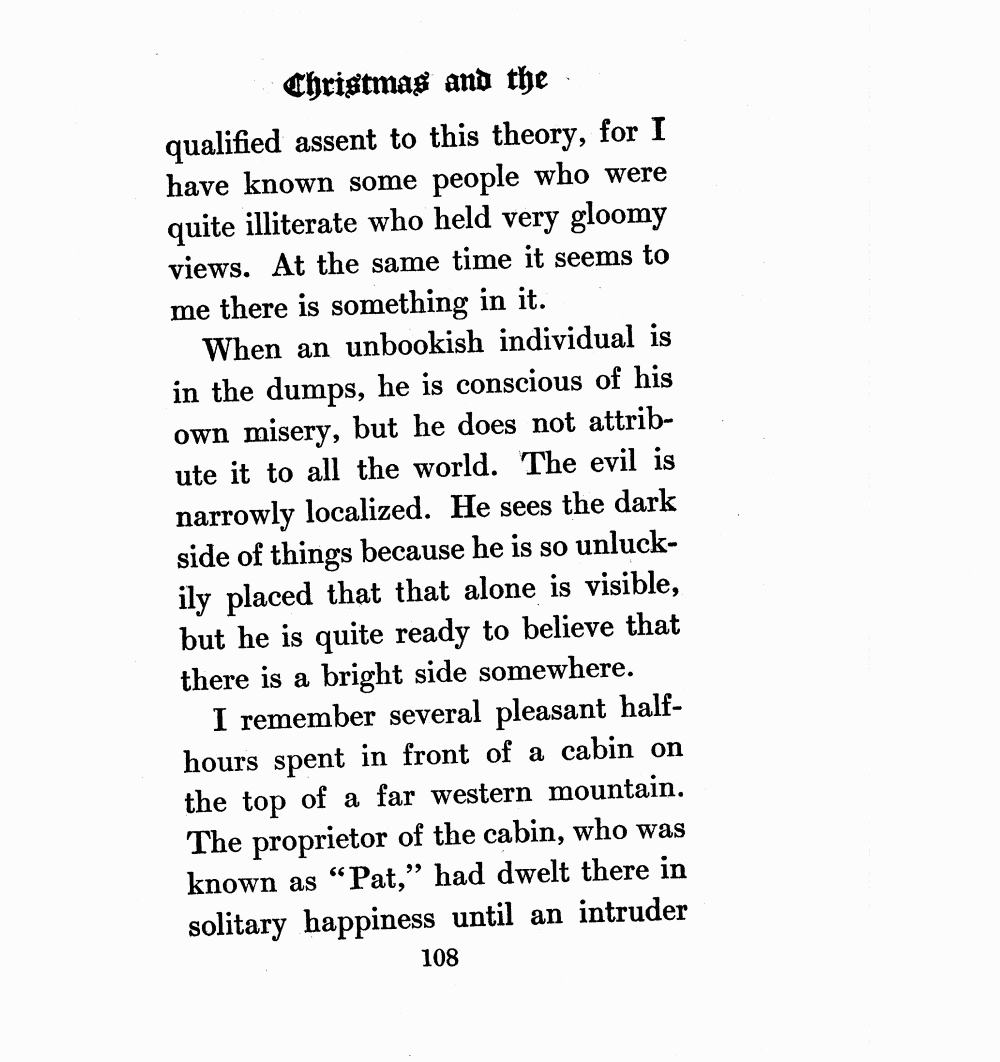 Christmas and the
qualified assent to this theory, for I
have known some people who were
quite illiterate who held very gloomy
views. At the same time it seems to
me there is something in it.
When an unbookish individual is
in the dumps, he is conscious of his
own misery, but he does not attrib-
ute it to all the world. The evil is
narrowly localized. He sees the dark
side of things because he is so unluck-
ily placed that that alone is visible,
but he is quite ready to believe that
there is a bright side somewhere.
I remember several pleasant half-
hours spent in front of a cabin on
the top of a far western mountain.
The proprietor of the cabin, who was
known as “Pat,” had dwelt there in
solitary happiness until an intruder
108